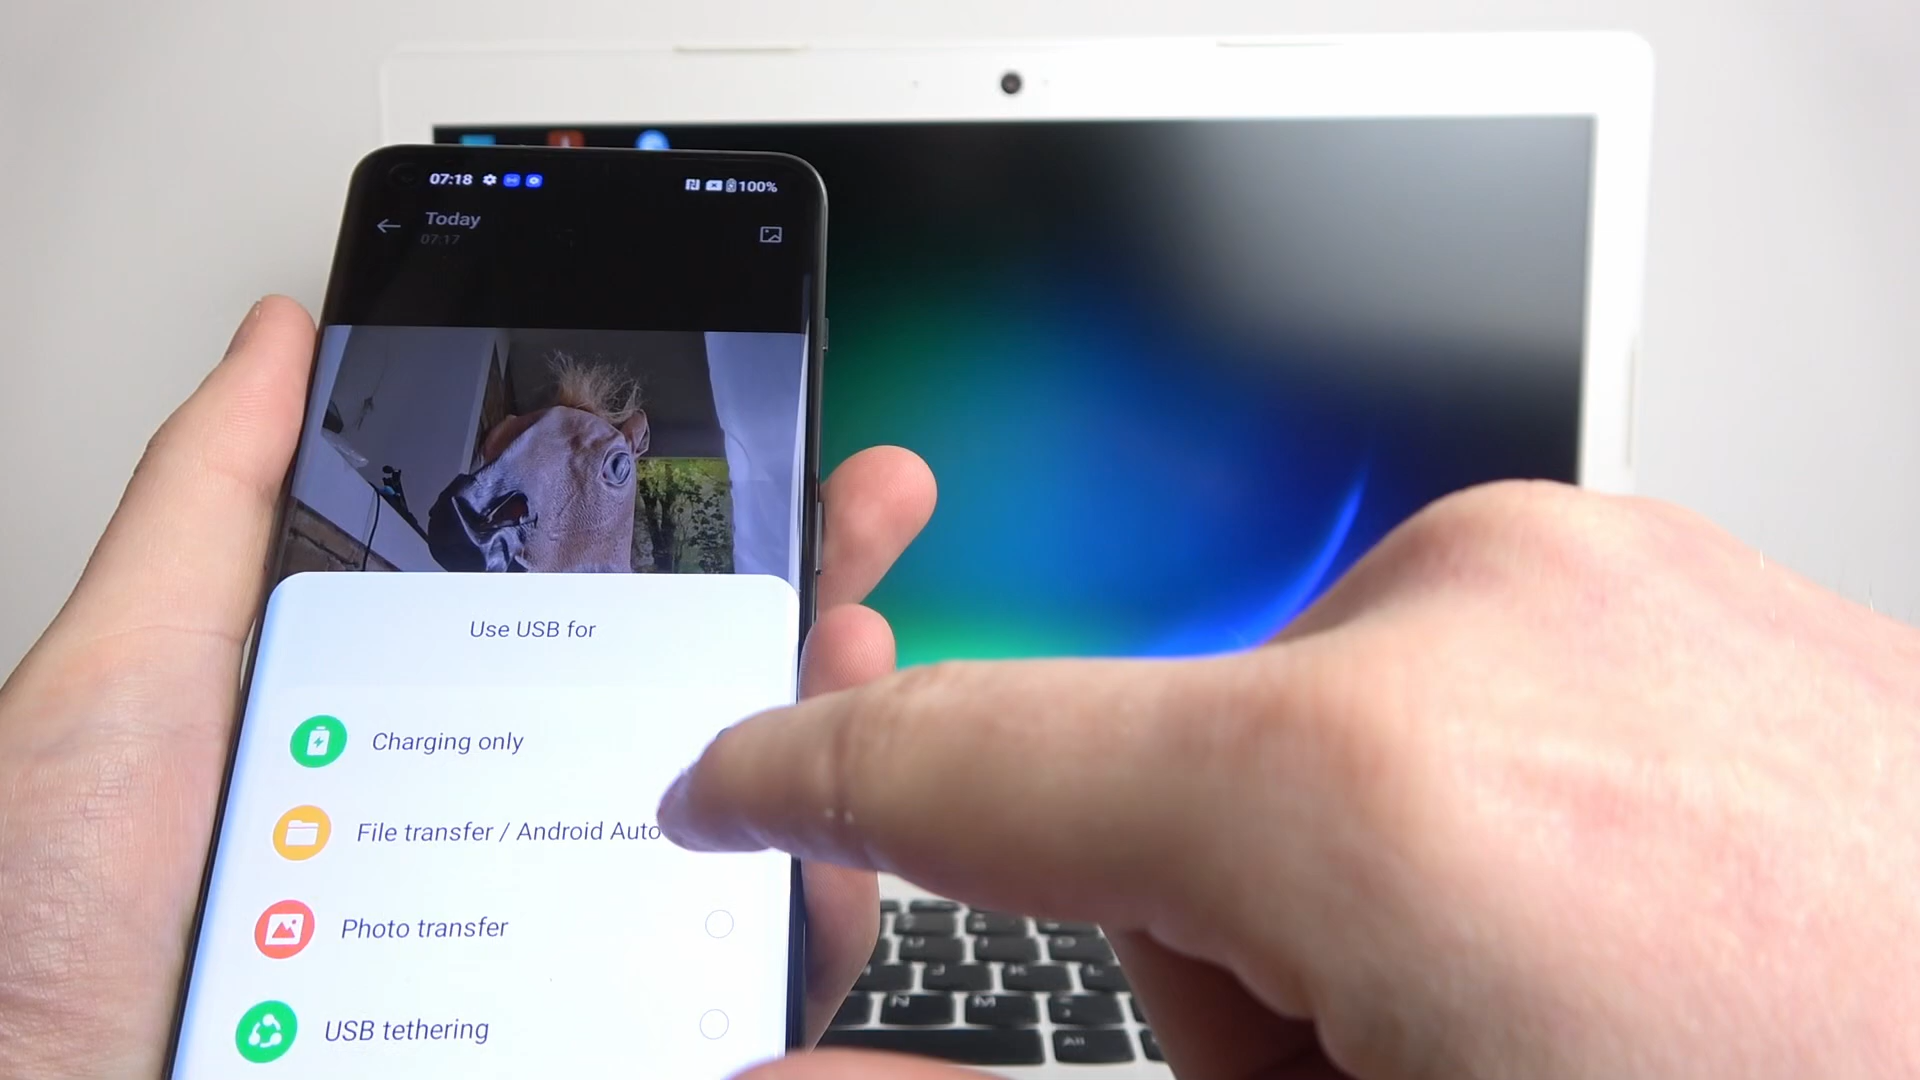 07:18
100%
Today
07:17
Use USB for
Charging only
File transfer / Android Auto
Photo transfer
USB tethering
U
O
J
K
L
N
M
Alt